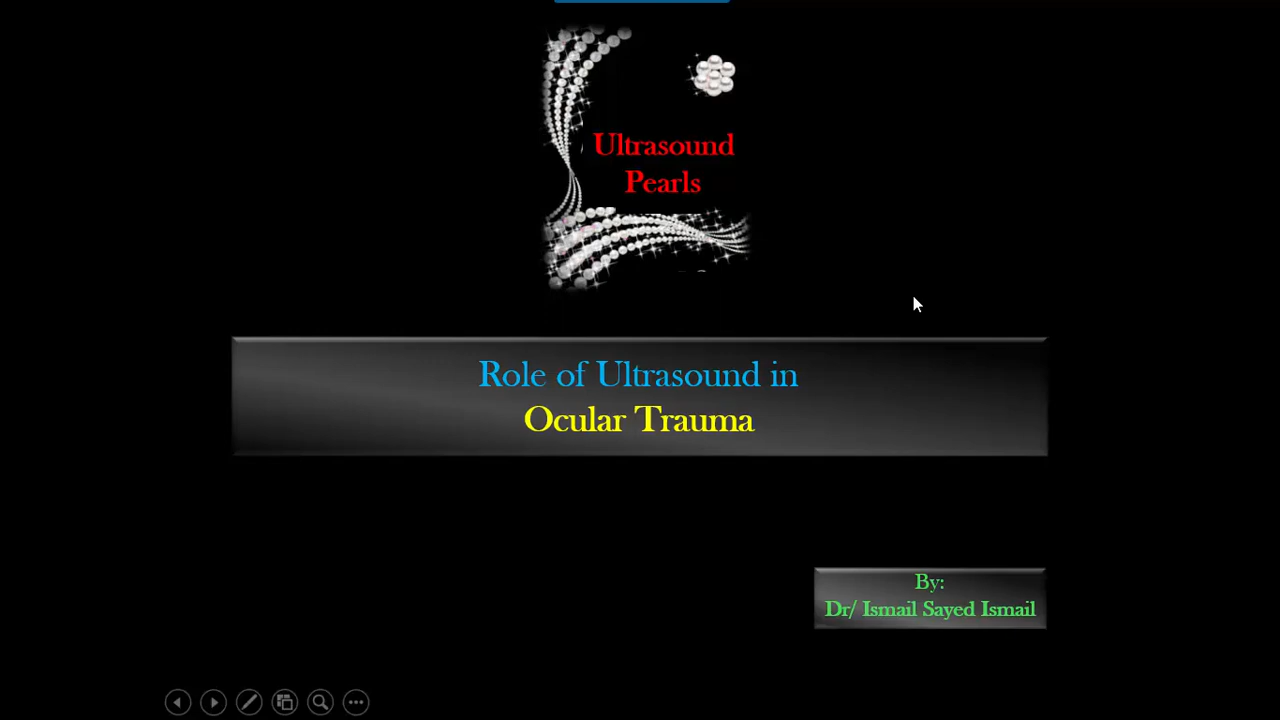 Ultrasound
Pearls
Role of Ultrasound in
Ocular Trauma
By:
Dr/ Ismail Sayed Ismail